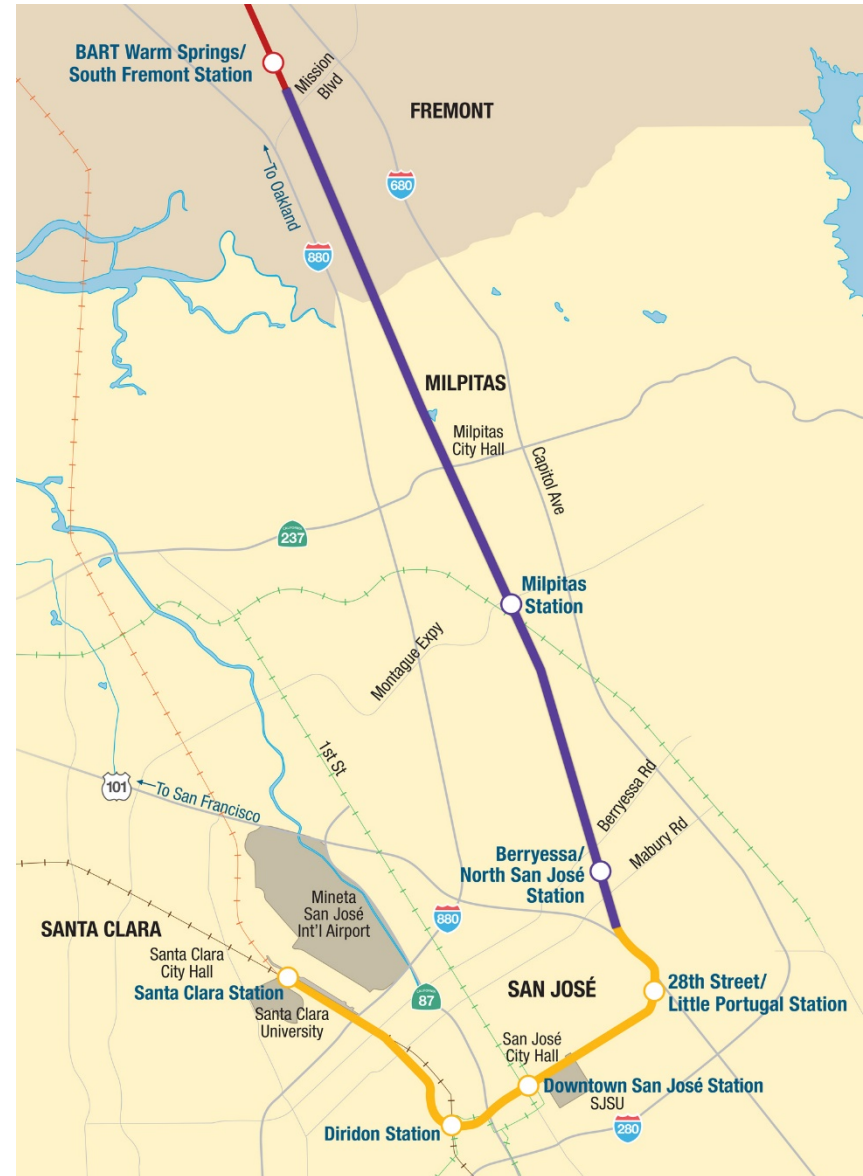 BART Warm Springs/
South Fremont Station
Mission
Blvd
FREMONT
←To Oakland
680
880
MILPITAS
Milpitas
City Hall
Capitol Ave
CALIFORNIA
237
Milpitas
Station
Montague Expy
1st St
101
←To San Francisco
Berryessa Rd
Mabury Rd
Berryessa/
North San José
Station
Mineta
San José
Int'l Airport
880
SANTA CLARA
Santa Clara
City Hall
Santa Clara Station
Santa Clara
University
CALIFORNIA
87
SAN JOSÉ
28th Street/
Little Portugal Station
San José
City Hall
Downtown San José Station
SJSU
Diridon Station
280